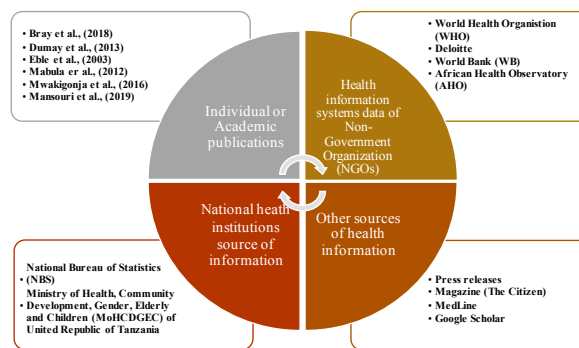 • Bray et al., (2018)
• Dumay et al., (2013)
• Eble et al., (2003)
• Mabula er al., (2012)
• Mwakigonja et al., (2016)
• Mansouri et al., (2019)
• World Health Organistion
(WHO)
• Deloitte
• World Bank (WB)
• African Health Observatory
(AHO)
Individual or
Academic
publications
Health
information
systems data of
Non-
Government
Organization
(NGOs)
National heath
institutions
source of
information
Other sources
of health
information
National Bureau of Statistics
• (NBS)
Ministry of Health, Community
• Development, Gender, Elderly
and Children (MoHCDGEC) of
United Republic of Tanzania
• Press releases
• Magazine (The Citizen)
• MedLine
• Google Scholar